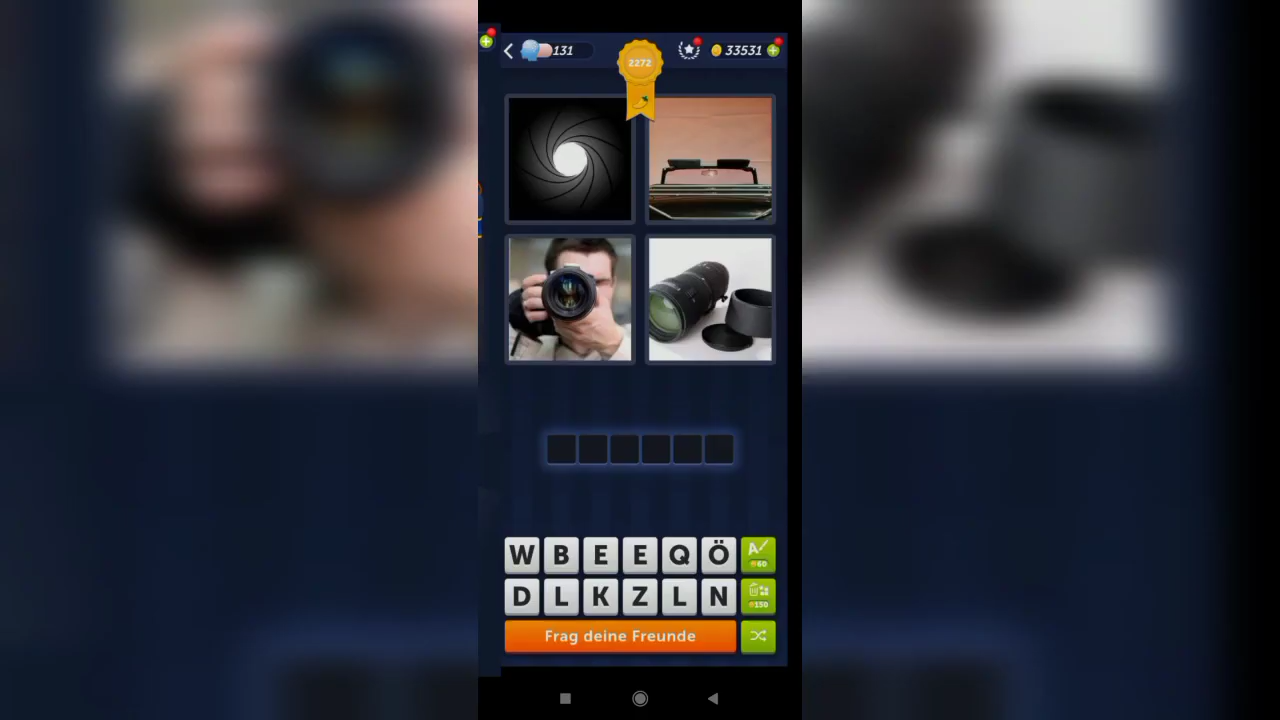 131
2272
33531
W B E E Q Ö
A
60
D L K Z L N
150
Frag deine Freunde